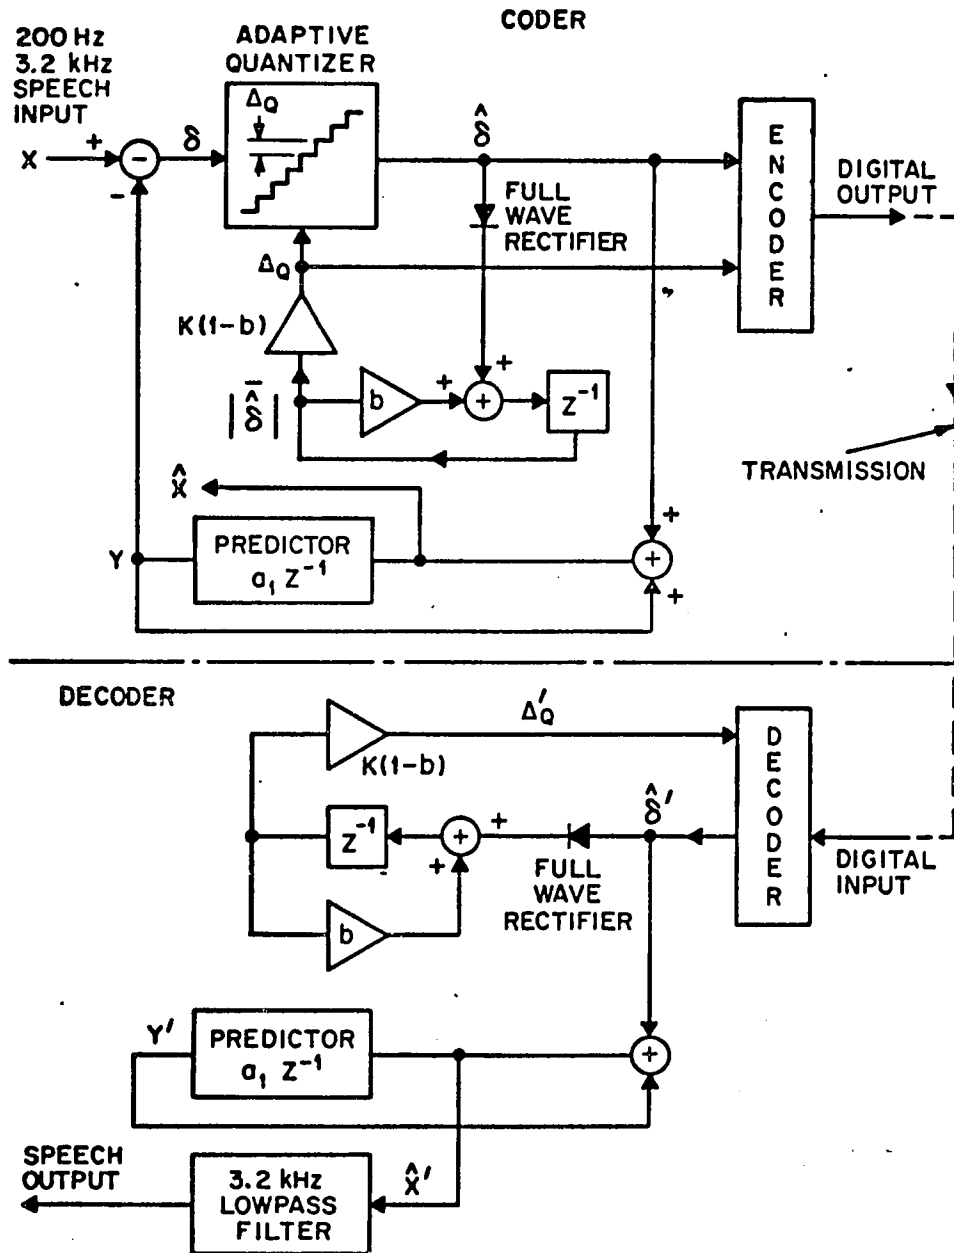 CODER
200 Hz
3.2 kHz
SPEECH
INPUT
ADAPTIVE
QUANTIZER
Δ_Q
X
+
-
-
δ
δ̂
FULL
WAVE
RECTIFIER
ENCODER
DIGITAL
OUTPUT
Δ_Q
K(1-b)
+
b
+
+
z⁻¹
|δ̂̄|
TRANSMISSION
X̂
Y
PREDICTOR
a₁ z⁻¹
+
+
+
DECODER
Δ'_Q
K(1-b)
DECODER
δ̂'
z⁻¹
+
+
+
FULL
WAVE
RECTIFIER
DIGITAL
INPUT
b
Y'
PREDICTOR
a₁ z⁻¹
+
SPEECH
OUTPUT
3.2 kHz
LOWPASS
FILTER
X̂'